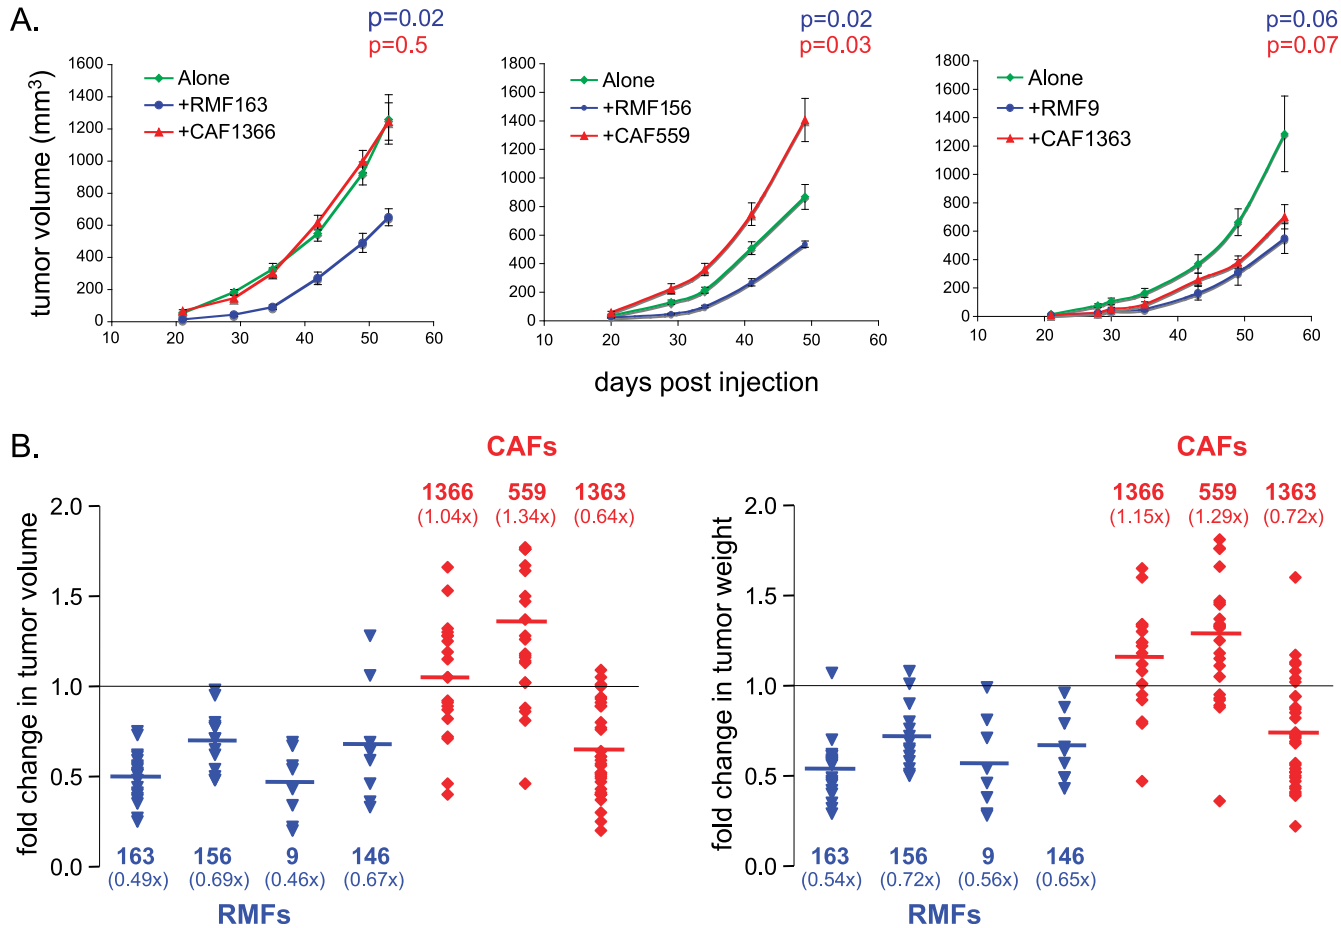 A.
p=0.02
p=0.5
p=0.02
p=0.03
p=0.06
p=0.07
tumor volume (mm³)
1600
1400
1200
1000
800
600
400
200
0
10 20 30 40 50 60
Alone
+RMF163
+CAF1366
1800
1600
1400
1200
1000
800
600
400
200
0
10 20 30 40 50 60
Alone
+RMF156
+CAF559
1800
1600
1400
1200
1000
800
600
400
200
0
10 20 30 40 50 60
Alone
+RMF9
+CAF1363
days post injection
B.
CAFs
1366 559 1363
(1.04x) (1.34x) (0.64x)
fold change in tumor volume
2.0
1.5
1.0
0.5
0.0
163 156 9 146
(0.49x) (0.69x) (0.46x) (0.67x)
RMFs
CAFs
1366 559 1363
(1.15x) (1.29x) (0.72x)
fold change in tumor weight
2.0
1.5
1.0
0.5
0.0
163 156 9 146
(0.54x) (0.72x) (0.56x) (0.65x)
RMFs